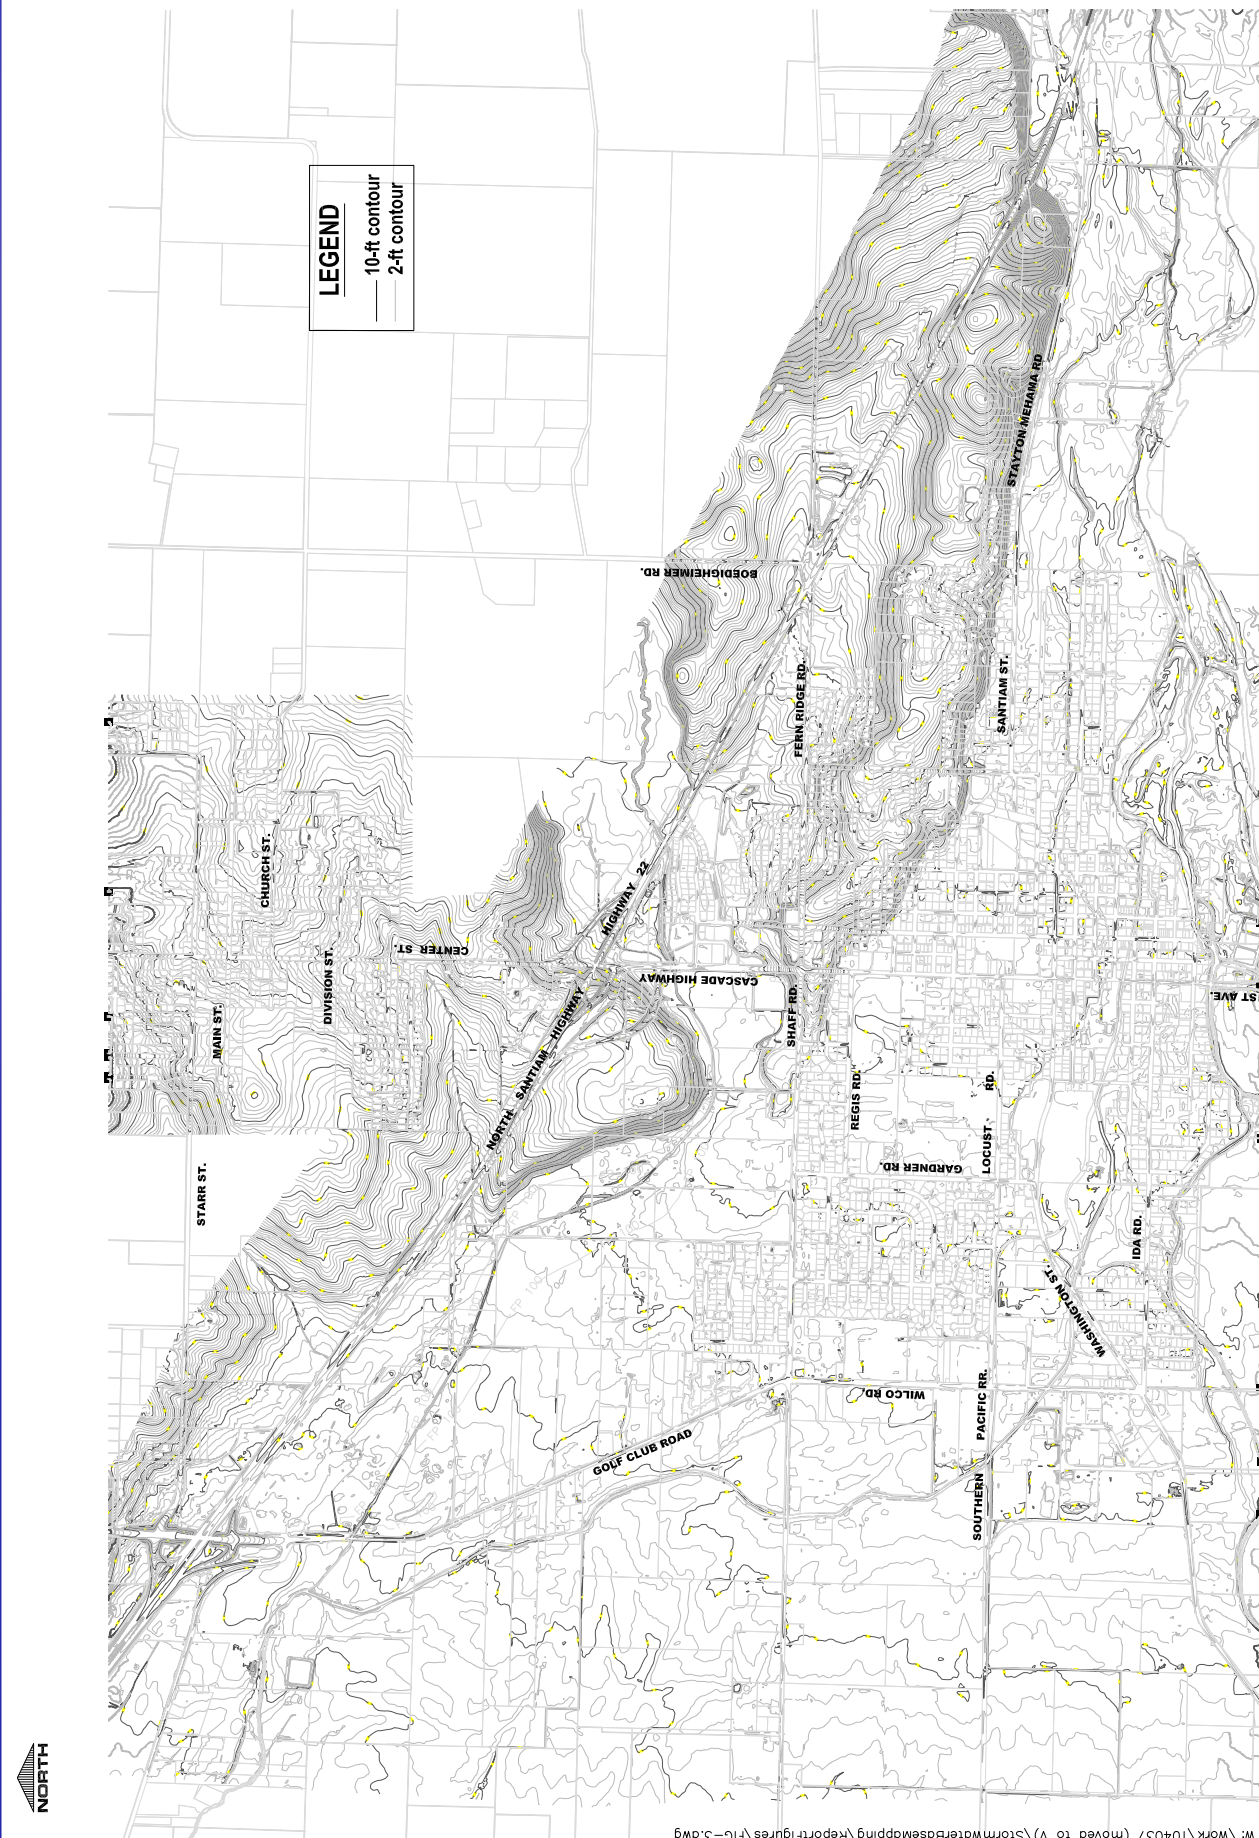 LEGEND
10-ft contour
2-ft contour
BOEDIGHEIMER RD.
STAYTON MEHAMA RD
FERN RIDGE RD.
SANTIAM ST.
CHURCH ST.
CENTER ST.
DIVISION ST.
MAIN ST.
HIGHWAY 22
CASCADE HIGHWAY
NORTH SANTIAM HIGHWAY
SHAFF RD.
ST AVE.
REGIS RD.
LOCUST RD.
GARDNER RD.
STARR ST.
IDA RD.
WASHINGTON ST.
WILCO RD.
GOLF CLUB ROAD
SOUTHERN PACIFIC RR.
NORTH